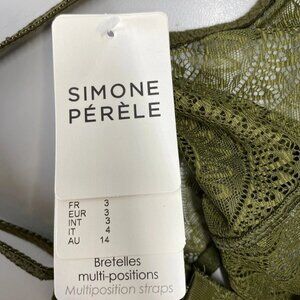 SIMONE
PÉRÈLE
FR 3
EUR 3
INT 3
IT 4
AU 14
Bretelles
multi-positions
Multiposition straps